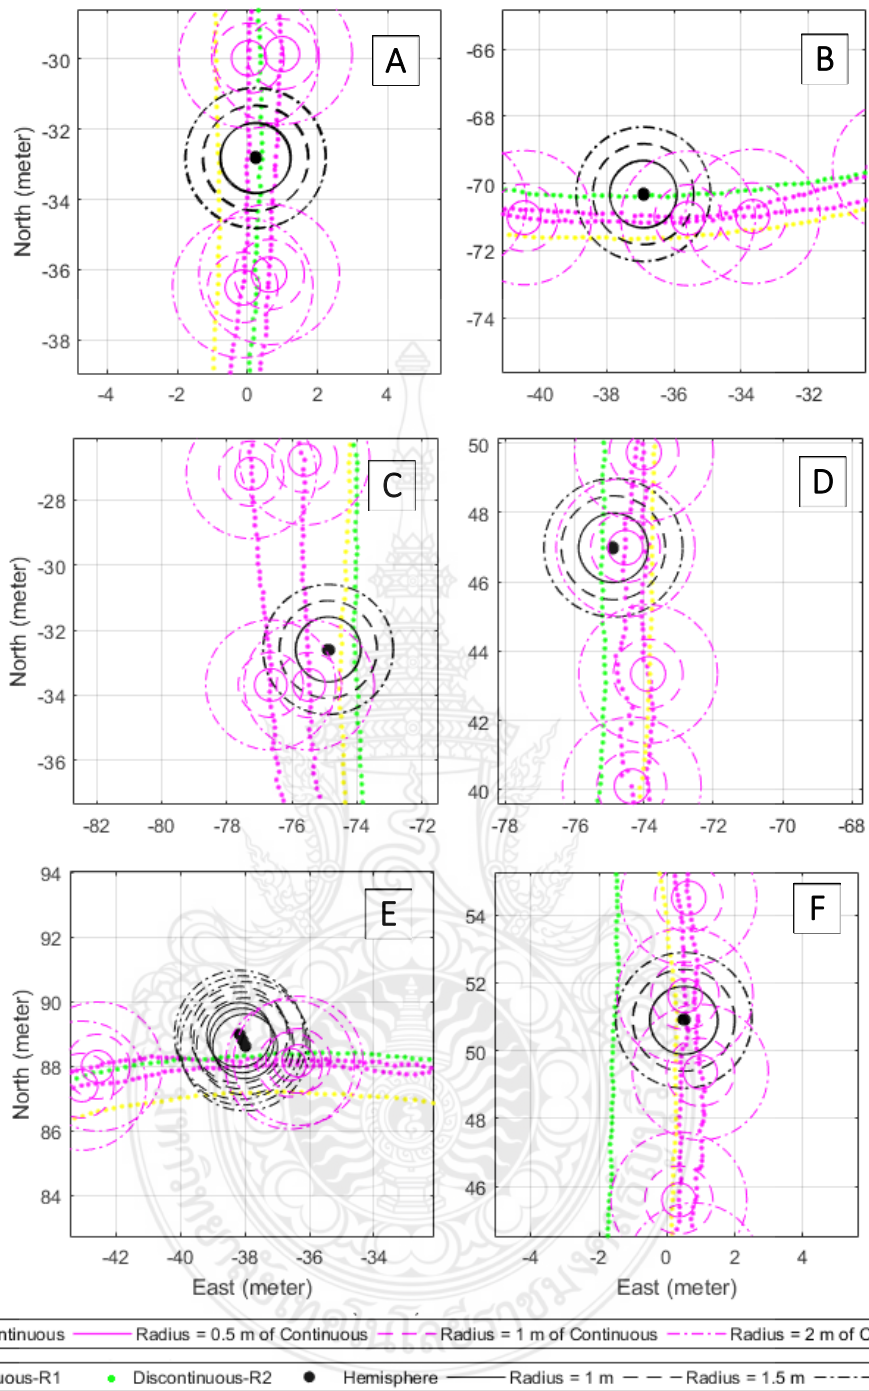 A
-30
-32
-34
-36
-38
North (meter)
-4 -2 0 2 4
B
-66
-68
-70
-72
-74
-40 -38 -36 -34 -32
C
-28
-30
-32
-34
-36
North (meter)
-82 -80 -78 -76 -74 -72
D
50
48
46
44
42
40
-78 -76 -74 -72 -70 -68
E
94
92
90
88
86
84
North (meter)
-42 -40 -38 -36 -34
East (meter)
F
54
52
50
48
46
-4 -2 0 2 4
East (meter)
ntinuous Radius = 0.5 m of Continuous Radius = 1 m of Continuous Radius = 2 m of C
uous-R1 Discontinuous-R2 Hemisphere Radius = 1 m Radius = 1.5 m